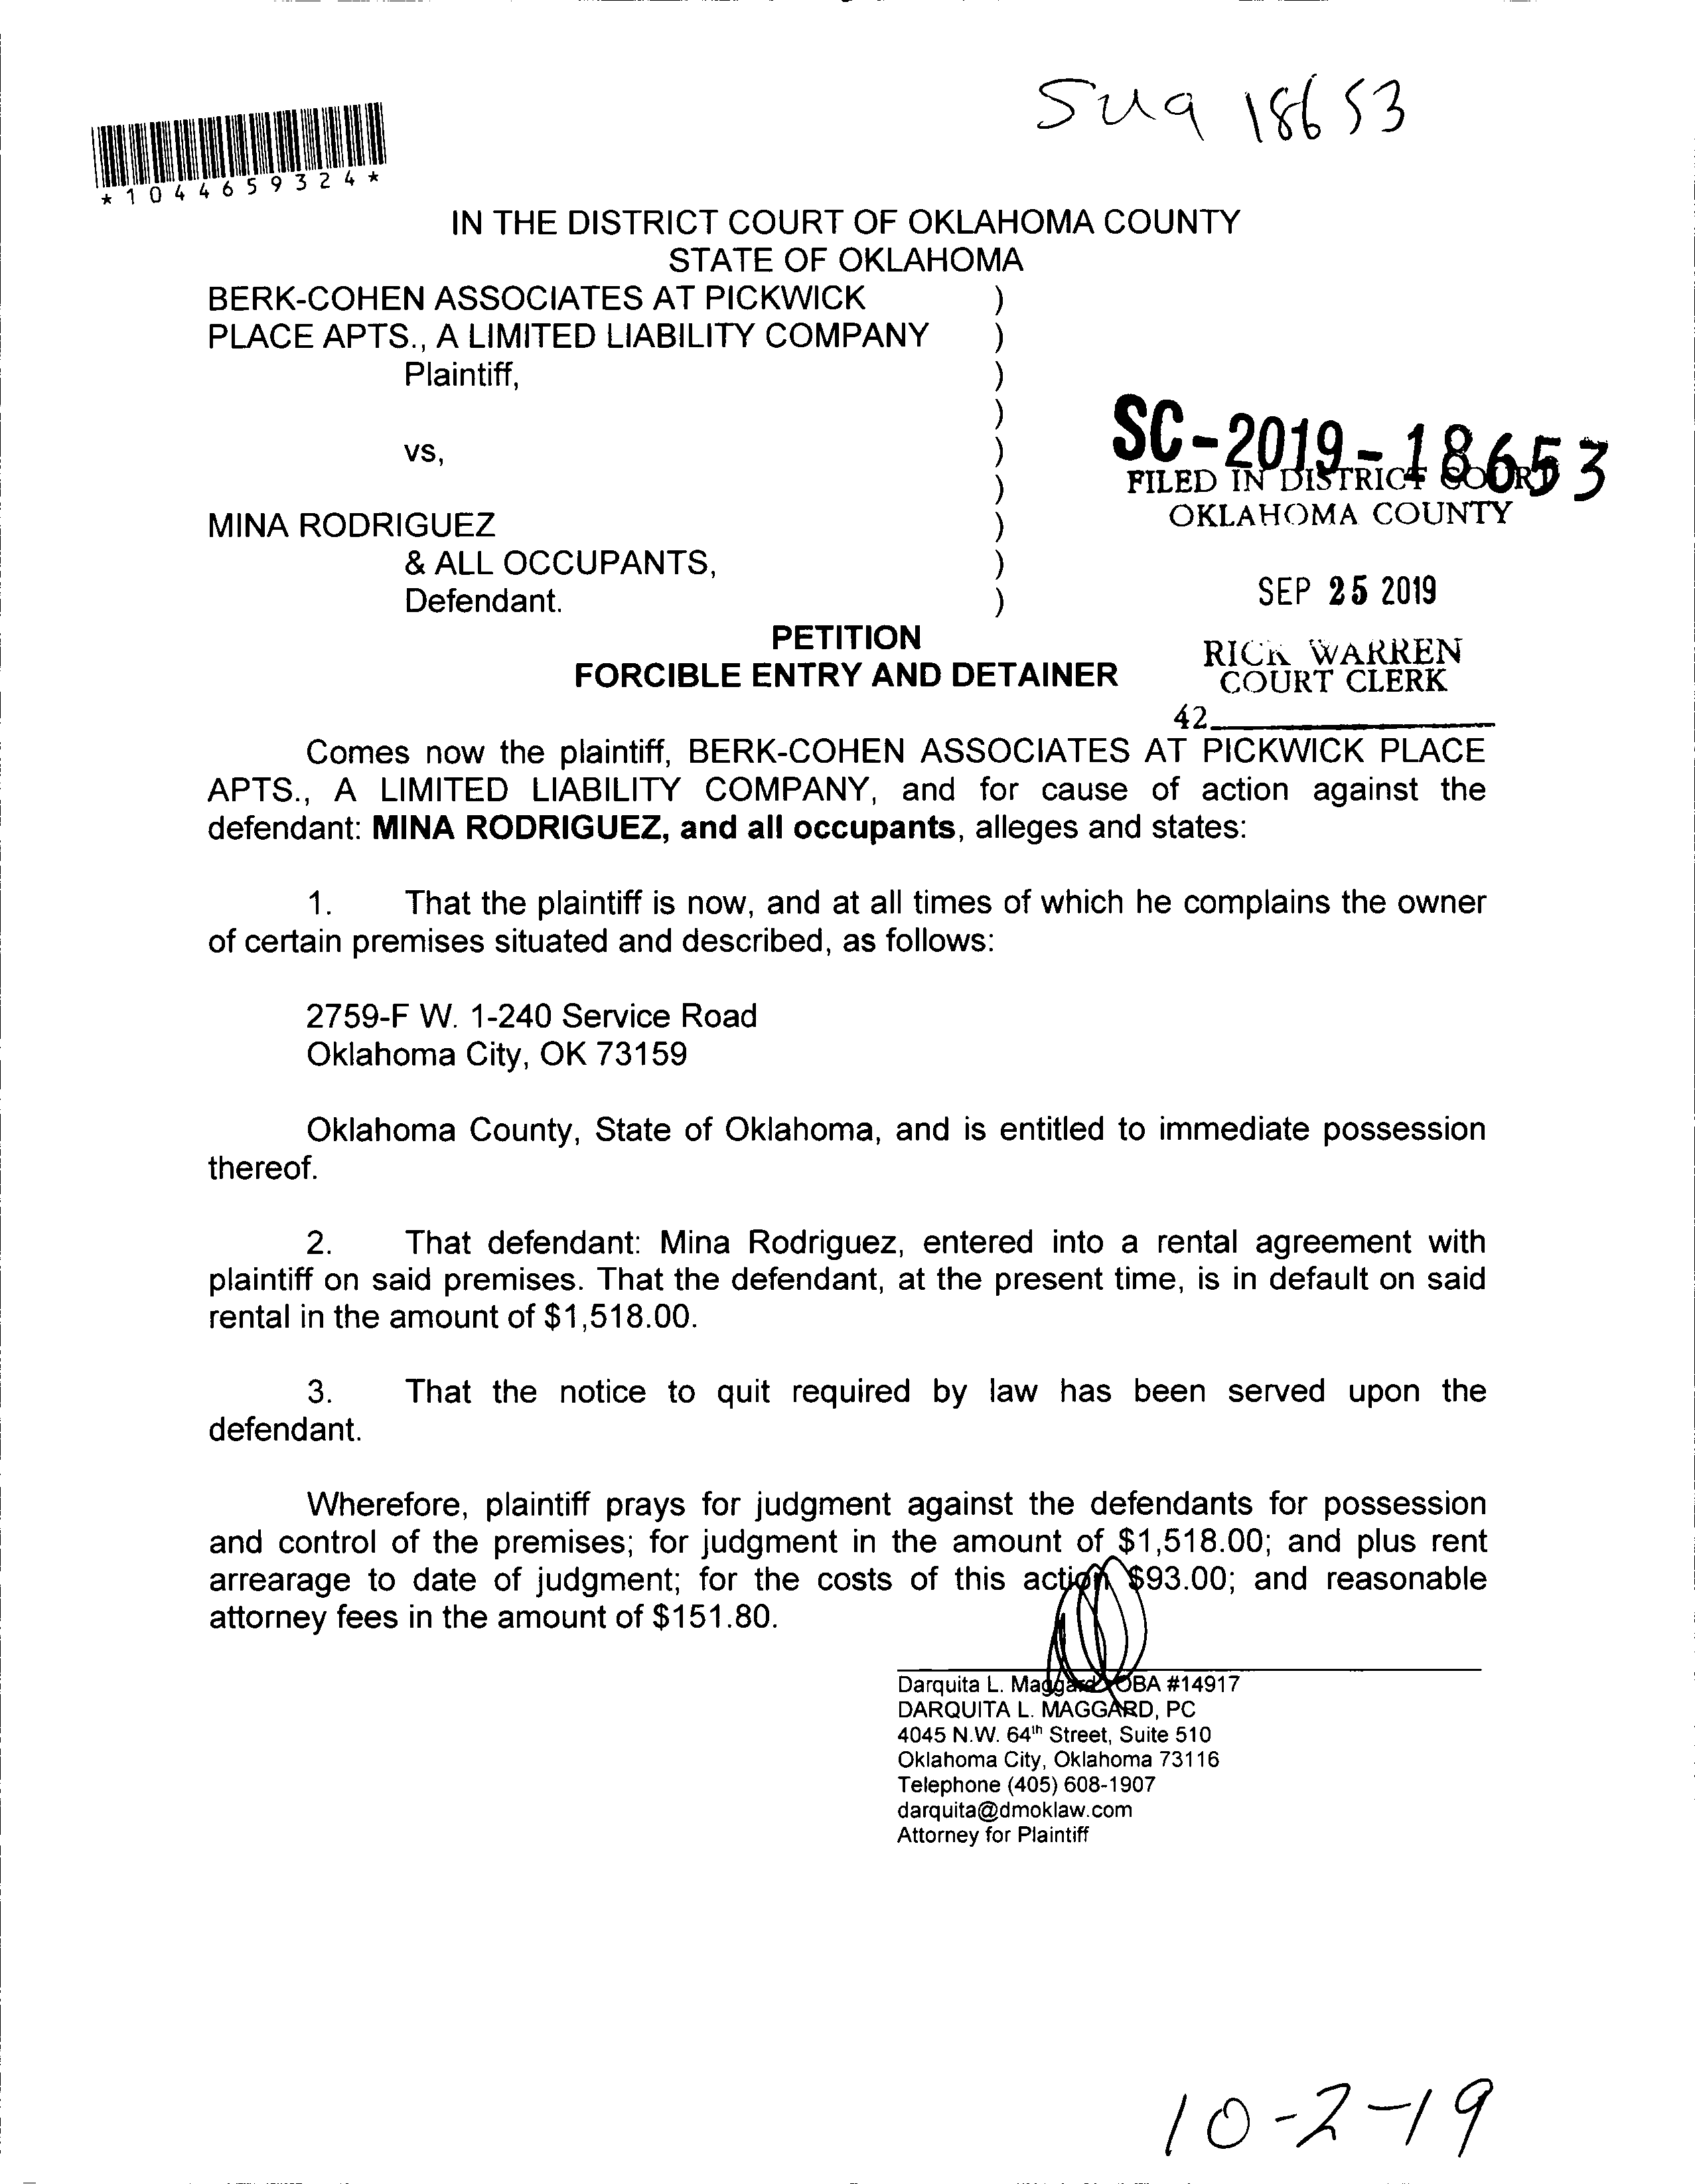 Sug 18653
*1044659324*
IN THE DISTRICT COURT OF OKLAHOMA COUNTY
STATE OF OKLAHOMA
BERK-COHEN ASSOCIATES AT PICKWICK )
PLACE APTS., A LIMITED LIABILITY COMPANY )
Plaintiff, )
)
vs, )
)
MINA RODRIGUEZ )
& ALL OCCUPANTS, )
Defendant. )
SC-2019-18653
FILED IN DISTRICT COURT
OKLAHOMA COUNTY
SEP 25 2019
RICK WARREN
COURT CLERK
42
PETITION
FORCIBLE ENTRY AND DETAINER
Comes now the plaintiff, BERK-COHEN ASSOCIATES AT PICKWICK PLACE
APTS., A LIMITED LIABILITY COMPANY, and for cause of action against the
defendant: MINA RODRIGUEZ, and all occupants, alleges and states:
1. That the plaintiff is now, and at all times of which he complains the owner
of certain premises situated and described, as follows:
2759-F W. 1-240 Service Road
Oklahoma City, OK 73159
Oklahoma County, State of Oklahoma, and is entitled to immediate possession
thereof.
2. That defendant: Mina Rodriguez, entered into a rental agreement with
plaintiff on said premises. That the defendant, at the present time, is in default on said
rental in the amount of $1,518.00.
3. That the notice to quit required by law has been served upon the
defendant.
Wherefore, plaintiff prays for judgment against the defendants for possession
and control of the premises; for judgment in the amount of $1,518.00; and plus rent
arrearage to date of judgment; for the costs of this action $93.00; and reasonable
attorney fees in the amount of $151.80.
Darquita L. Maggard OBA #14917
DARQUITA L. MAGGARD, PC
4045 N.W. 64th Street, Suite 510
Oklahoma City, Oklahoma 73116
Telephone (405) 608-1907
darquita@dmoklaw.com
Attorney for Plaintiff
10-2-19